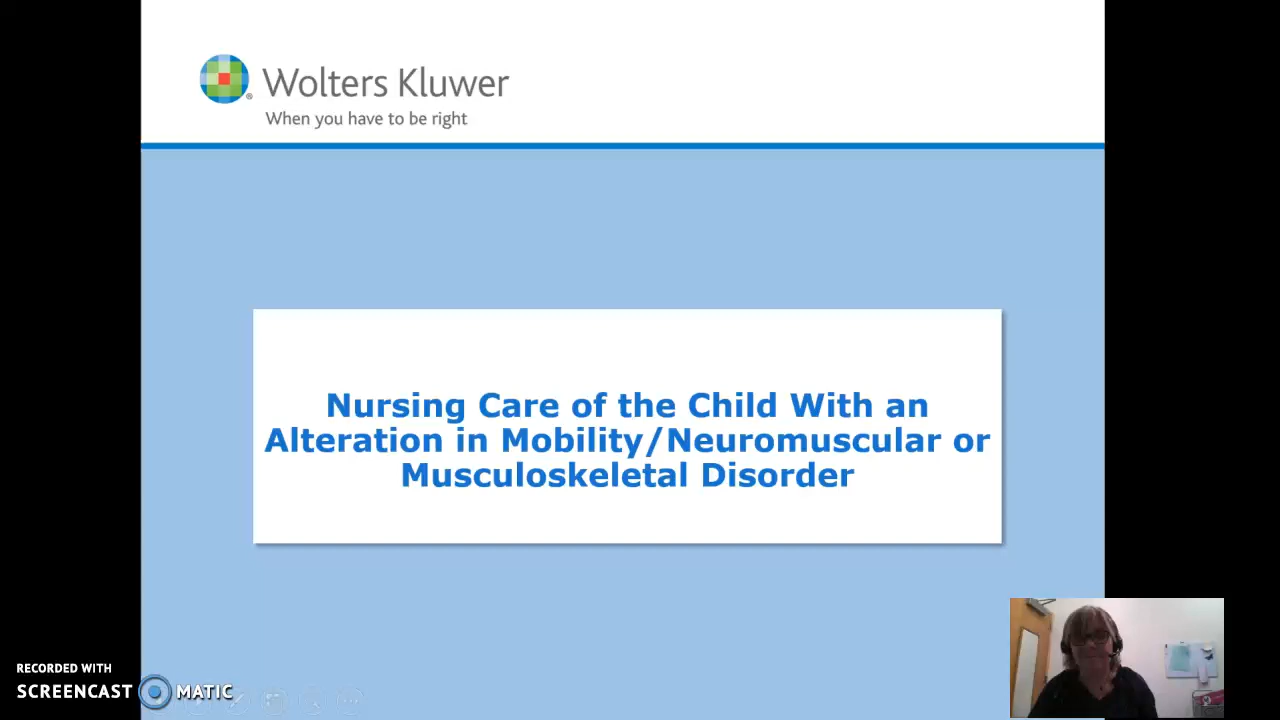 Wolters Kluwer
®
When you have to be right
Nursing Care of the Child With an
Alteration in Mobility/Neuromuscular or
Musculoskeletal Disorder
RECORDED WITH
SCREENCAST MATIC